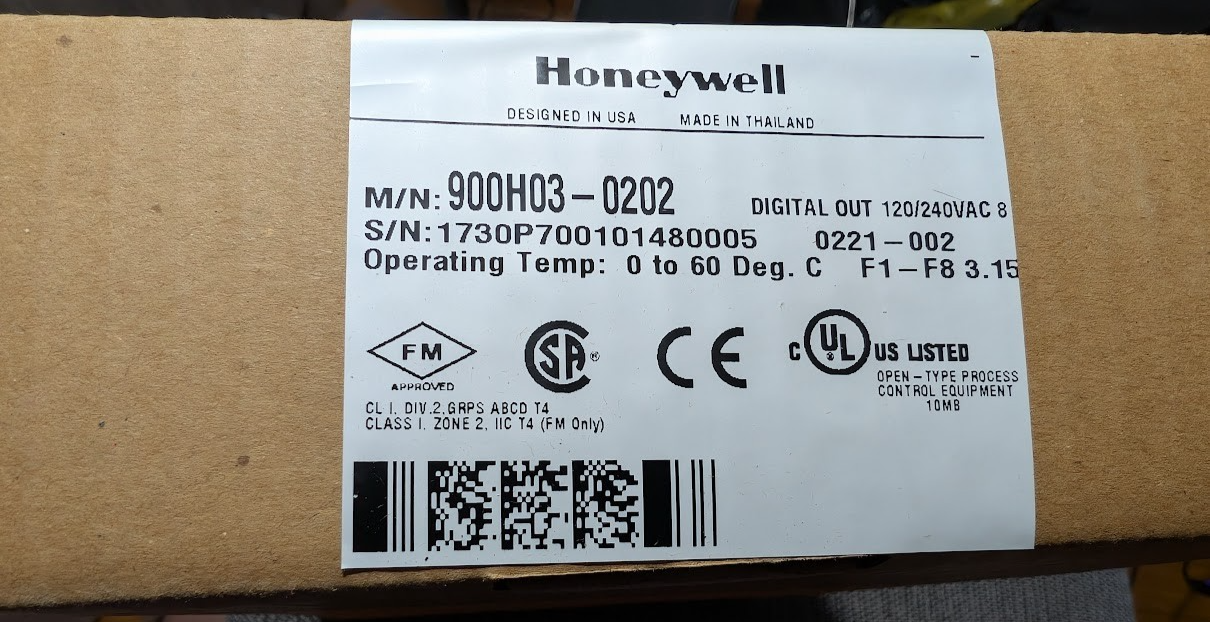 Honeywell
DESIGNED IN USA MADE IN THAILAND
M/N: 900H03-0202 DIGITAL OUT 120/240VAC 8
S/N: 1730P700101480005 0221-002
Operating Temp: 0 to 60 Deg. C F1-F8 3.15
FM
APPROVED
SA ®
CE
C UL ® US LISTED
OPEN-TYPE PROCESS
CONTROL EQUIPMENT
10MB
CL I, DIV.2,GRPS ABCD T4
CLASS I, ZONE 2, IIC T4 (FM Only)